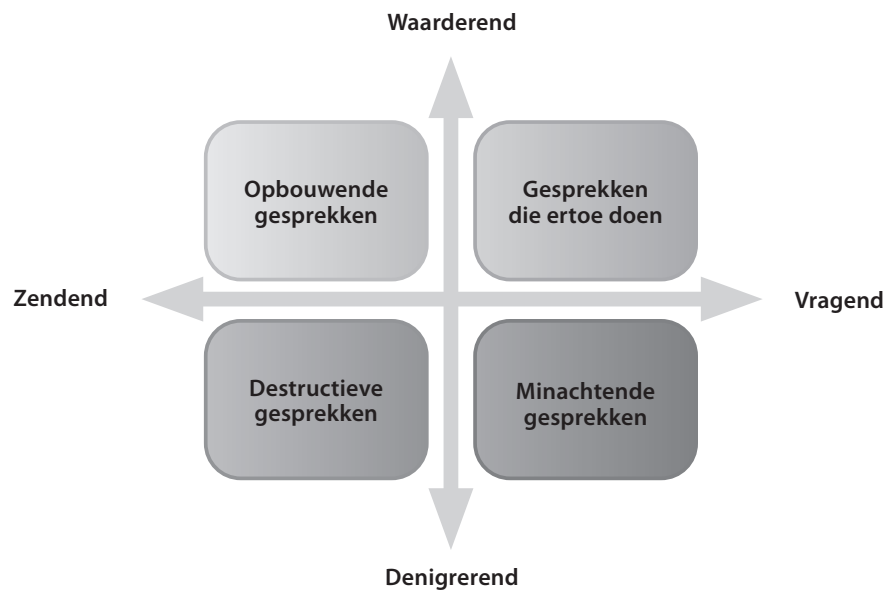 Waarderend
Opbouwende
gesprekken
Gesprekken
die ertoe doen
Zendend
Vragend
Destructieve
gesprekken
Minachtende
gesprekken
Denigrerend